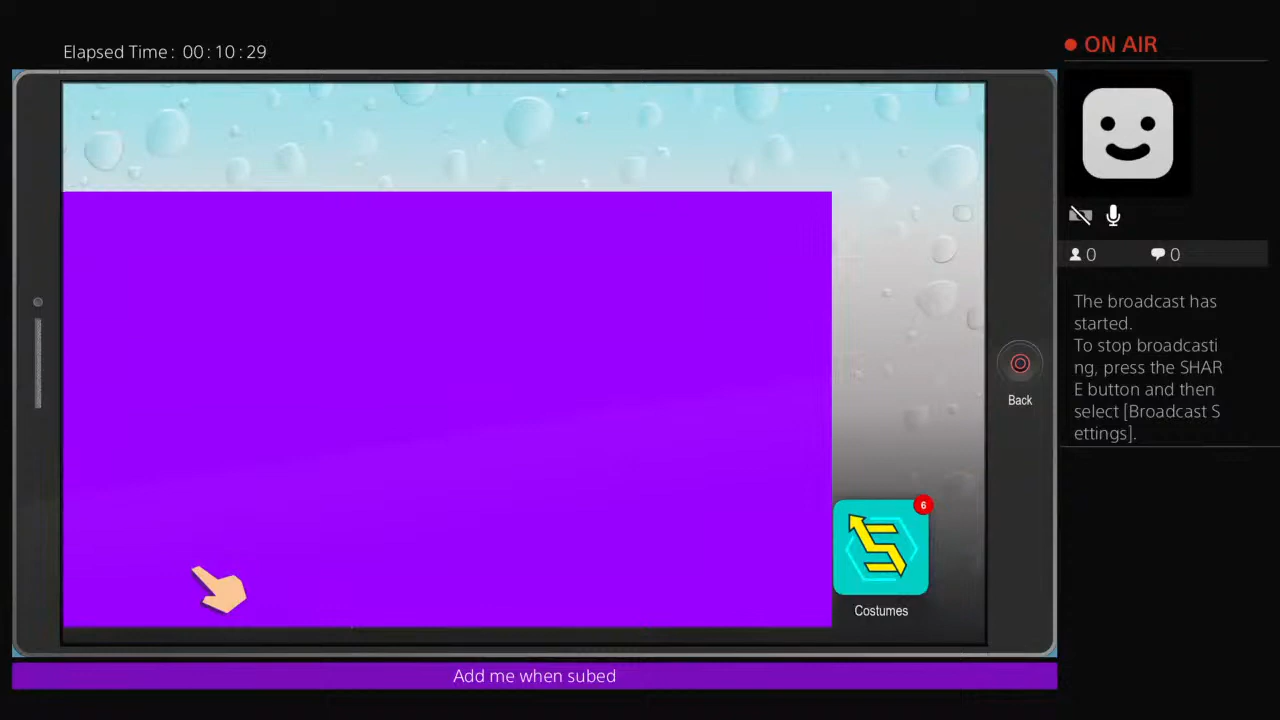 Elapsed Time: 00:10:29
ON AIR
0 0
The broadcast has
started.
To stop broadcasti
ng, press the SHAR
E button and then
select [Broadcast S
ettings].
Back
6
Costumes
Add me when subed